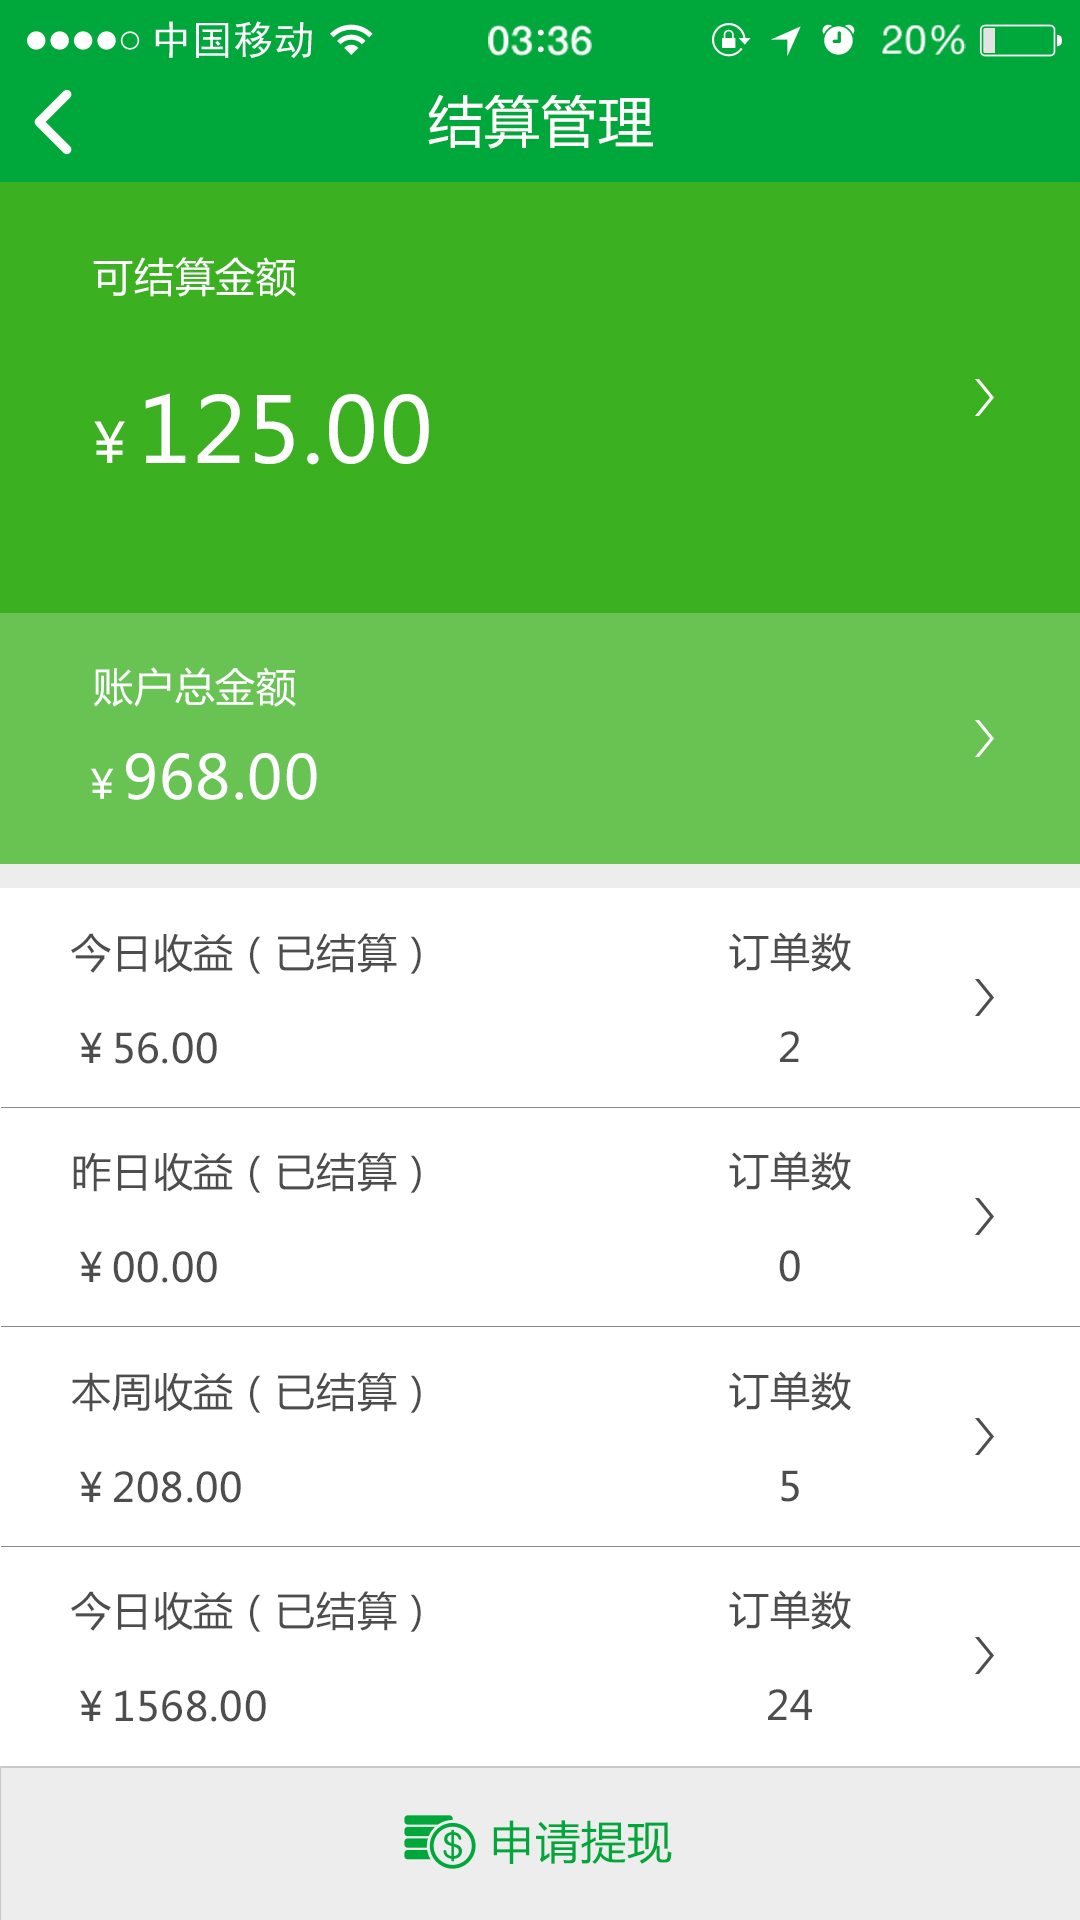 中国移动 03:36 20%
结算管理
可结算金额
¥ 125.00
账户总金额
¥ 968.00
今日收益（已结算） 订单数
¥ 56.00 2
昨日收益（已结算） 订单数
¥ 00.00 0
本周收益（已结算） 订单数
¥ 208.00 5
今日收益（已结算） 订单数
¥ 1568.00 24
$ 申请提现